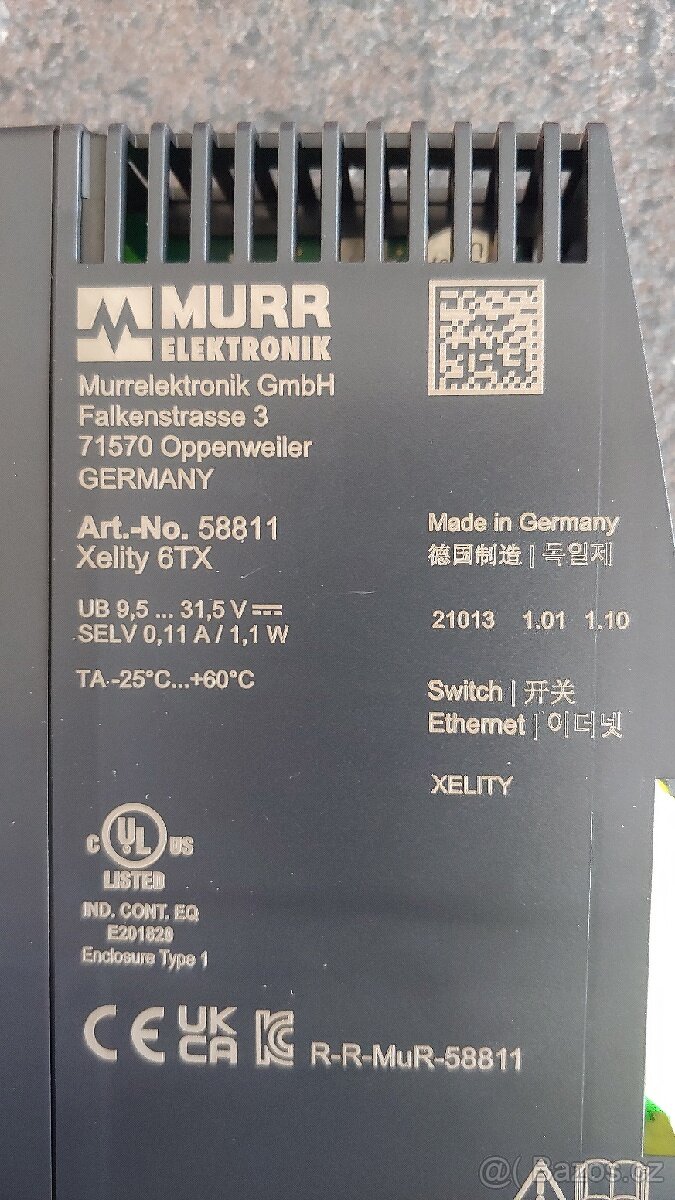 MURR
ELEKTRONIK
Murrelektronik GmbH
Falkenstrasse 3
71570 Oppenweiler
GERMANY
Art.-No. 58811
Xelity 6TX
UB 9,5 ... 31,5 V
SELV 0,11 A / 1,1 W
TA -25°C...+60°C
Made in Germany
德国制造 | 독일제
21013 1.01 1.10
Switch | 开关
Ethernet | 이더넷
XELITY
C UL US
LISTED
IND. CONT. EQ
E201820
Enclosure Type 1
CE UK CA KC R-R-MuR-58811
@ Bazos.cz